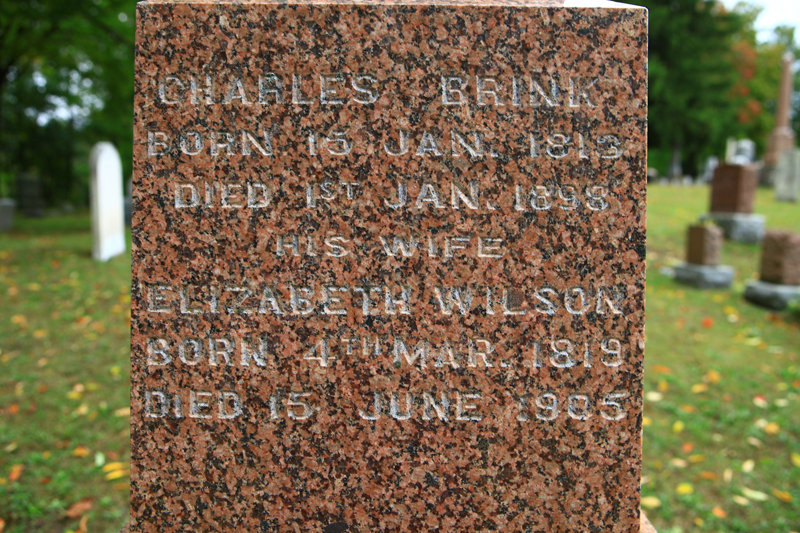 CHARLES BRINK
BORN 15 JAN. 1813
DIED 1ST JAN. 1898
HIS WIFE
ELIZABETH WILSON
BORN 4TH MAR. 1819
DIED 15 JUNE 1905